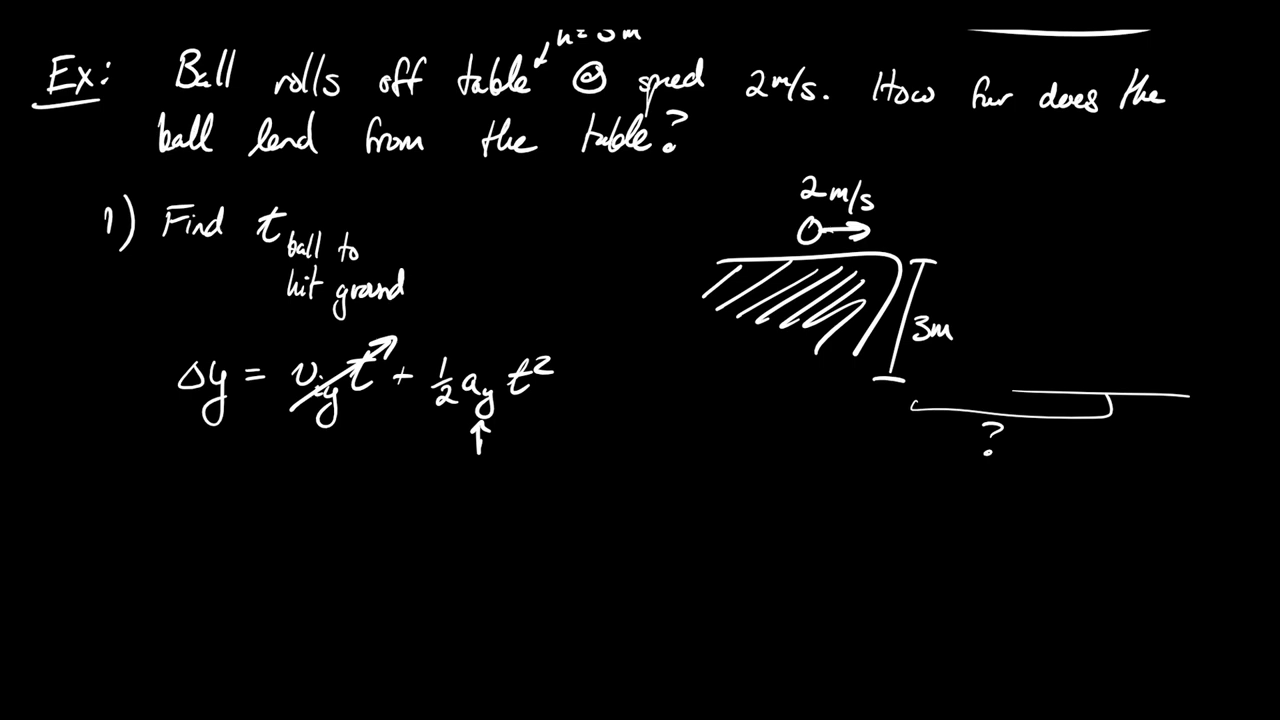 h = 0 m
Ex: Ball rolls off table @ speed 2m/s. How far does the
ball land from the table?
1) Find t ball to
hit ground
Δy = v_iy t + 1/2 a_y t²
2m/s
3m
?